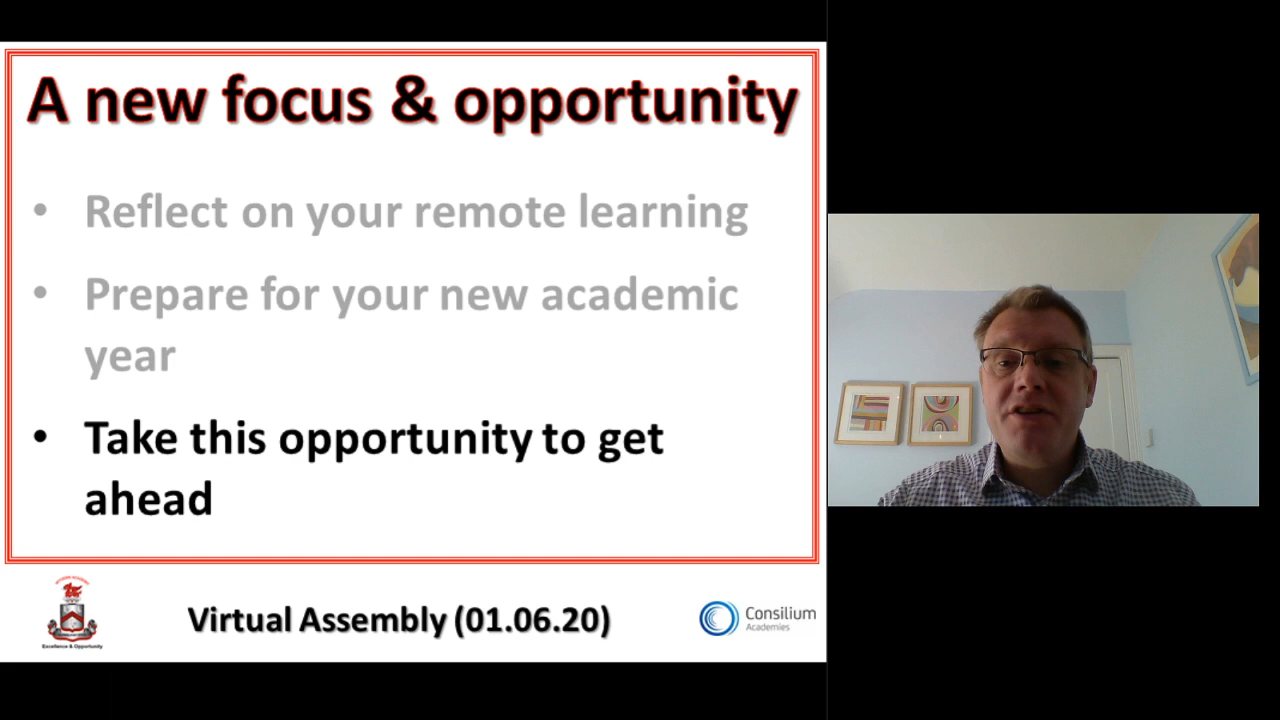 A new focus & opportunity
• Reflect on your remote learning
• Prepare for your new academic
year
• Take this opportunity to get
ahead
Excellence & Opportunity
Virtual Assembly (01.06.20)
Consilium
Academies